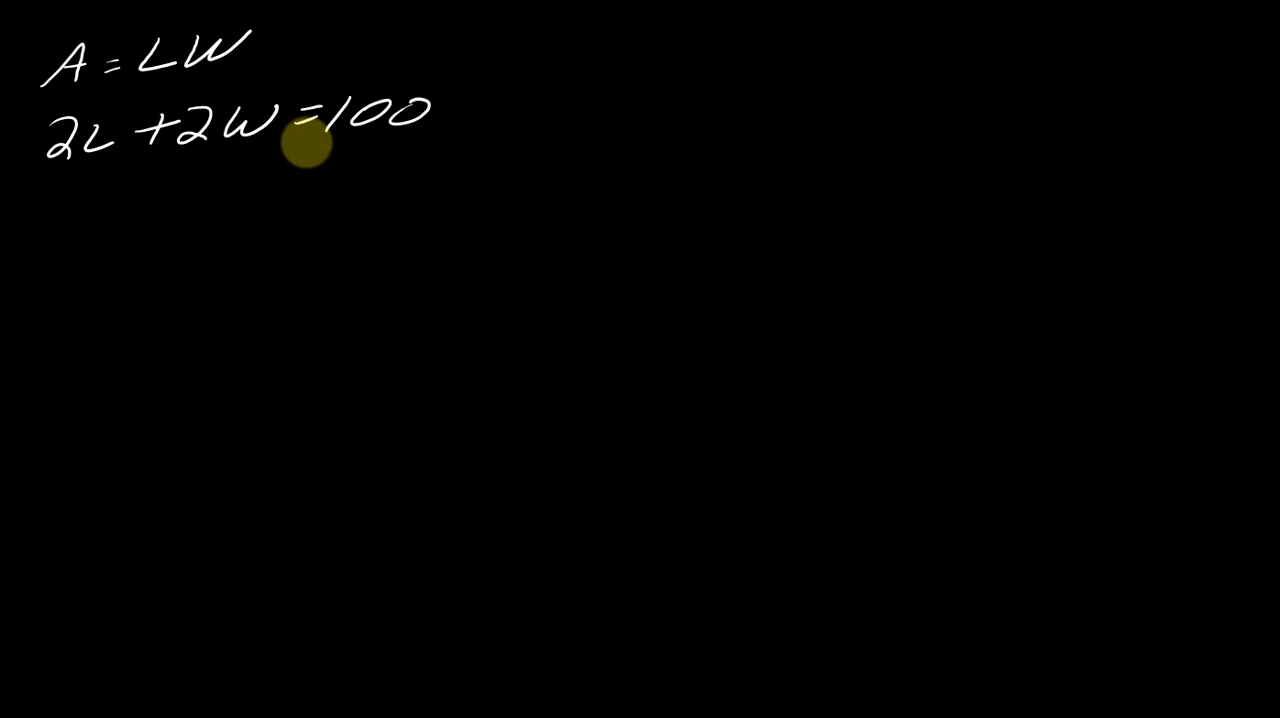 A = LW
2L + 2W = 100